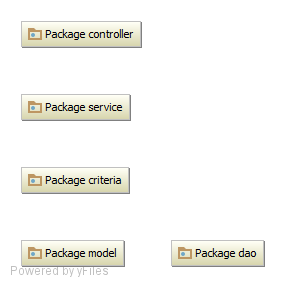 Package controller
Package service
Package criteria
Package model
Package dao
Powered by yFiles